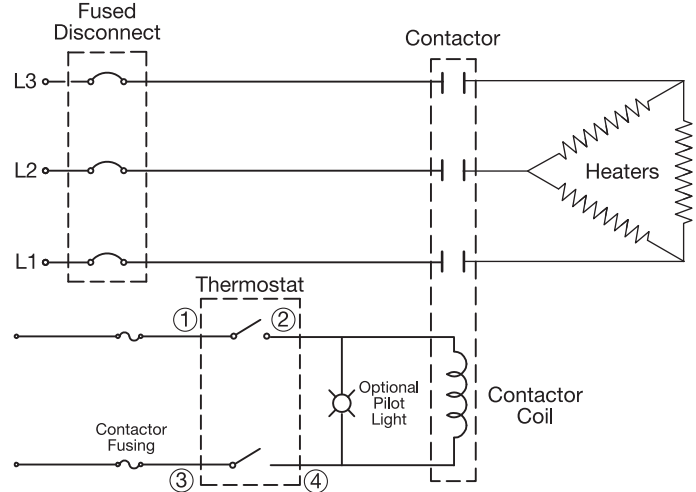 Fused
Disconnect
Contactor
L3
L2
Heaters
L1
Thermostat
① ②
Optional
Pilot
Light
Contactor
Coil
Contactor
Fusing
③ ④